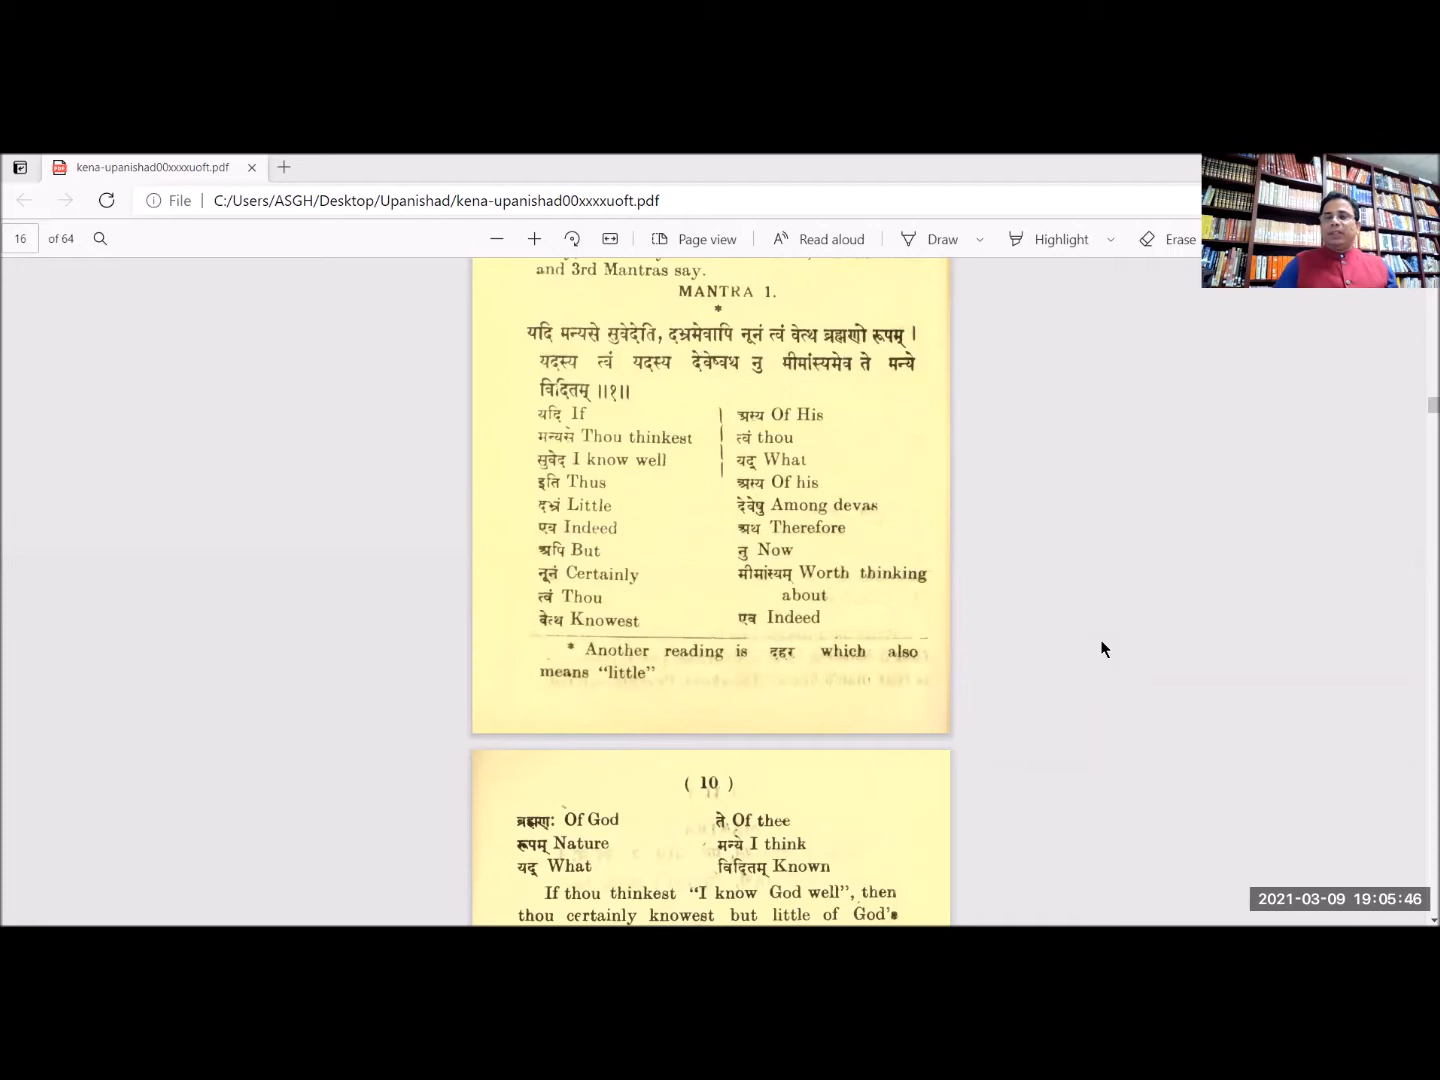 kena-upanishad00xxxxuoft.pdf
File C:/Users/ASGH/Desktop/Upanishad/kena-upanishad00xxxxuoft.pdf
16 of 64 Page view Read aloud Draw Highlight Erase
and 3rd Mantras say.
MANTRA 1.
*
यदि मन्यसे सुवेदेति, दभ्रमेवापि नूनं त्वं वेत्थ ब्रह्मणो रूपम् ।
यदस्य त्वं यदस्य देवेष्वथ नु मीमांस्यमेव ते मन्ये
विदितम् ॥१॥
यदि If
मन्यसे Thou thinkest
सुवेद I know well
इति Thus
दभ्रं Little
एव Indeed
अपि But
नूनं Certainly
त्वं Thou
वेत्थ Knowest
अस्य Of His
त्वं thou
यद् What
अस्य Of his
देवेषु Among devas
अथ Therefore
नु Now
मीमांस्यम् Worth thinking
about
एव Indeed
* Another reading is दहर which also
means “little”
( 10 )
ब्रह्मणः Of God
रूपम् Nature
यद् What
ते Of thee
मन्ये I think
विदितम् Known
If thou thinkest “I know God well”, then
thou certainly knowest but little of God's
2021-03-09 19:05:46